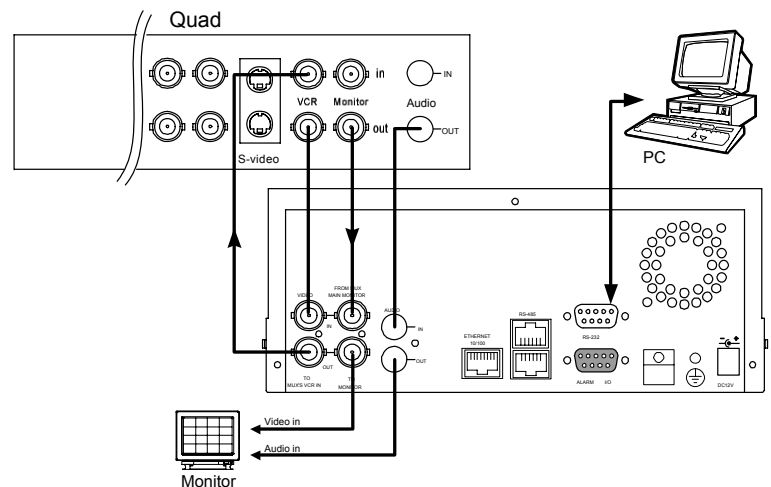 Quad
in
IN
VCR Monitor Audio
out
OUT
S-video
PC
VIDEO
FROM MUX
MAIN MONITOR
AUDIO
IN
IN
ETHERNET
10/100
RS-485
RS-232
OUT
OUT
TO
MUX'S VCR IN
TO
MONITOR
ALARM I/O
- +
DC12V
Video in
Audio in
Monitor